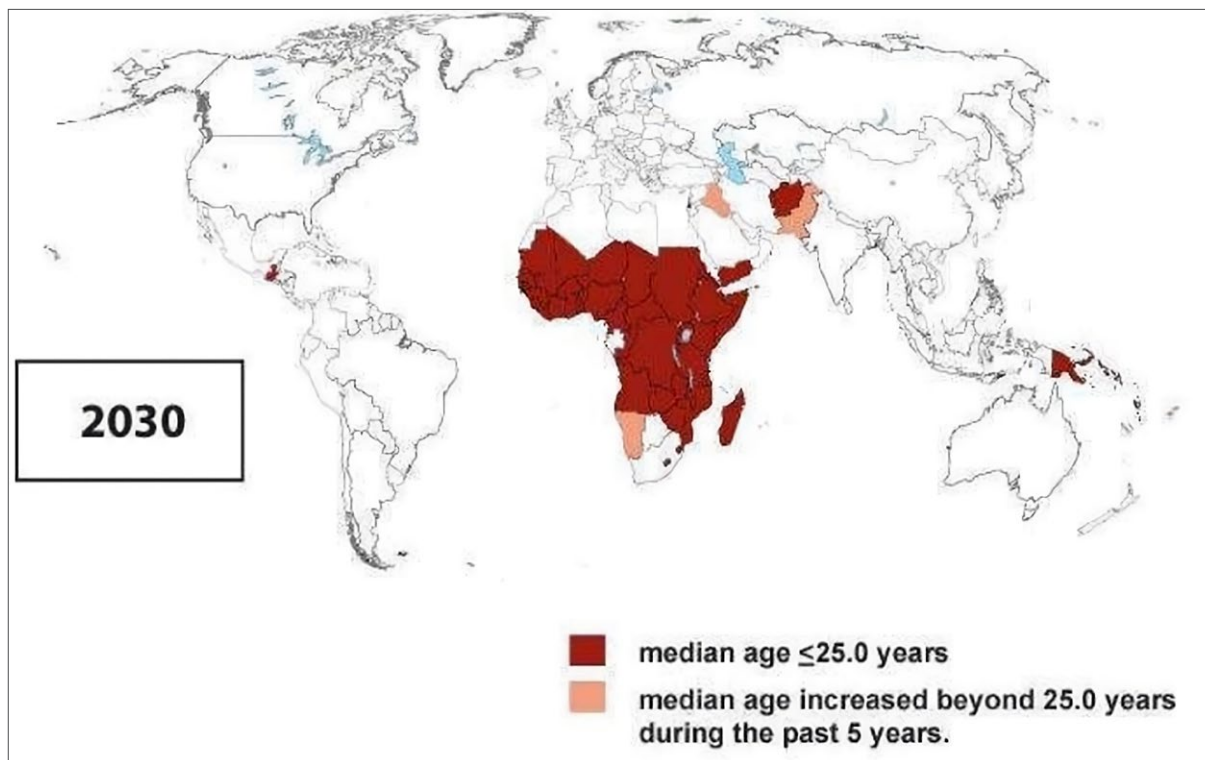 2030
median age ≤25.0 years
median age increased beyond 25.0 years
during the past 5 years.